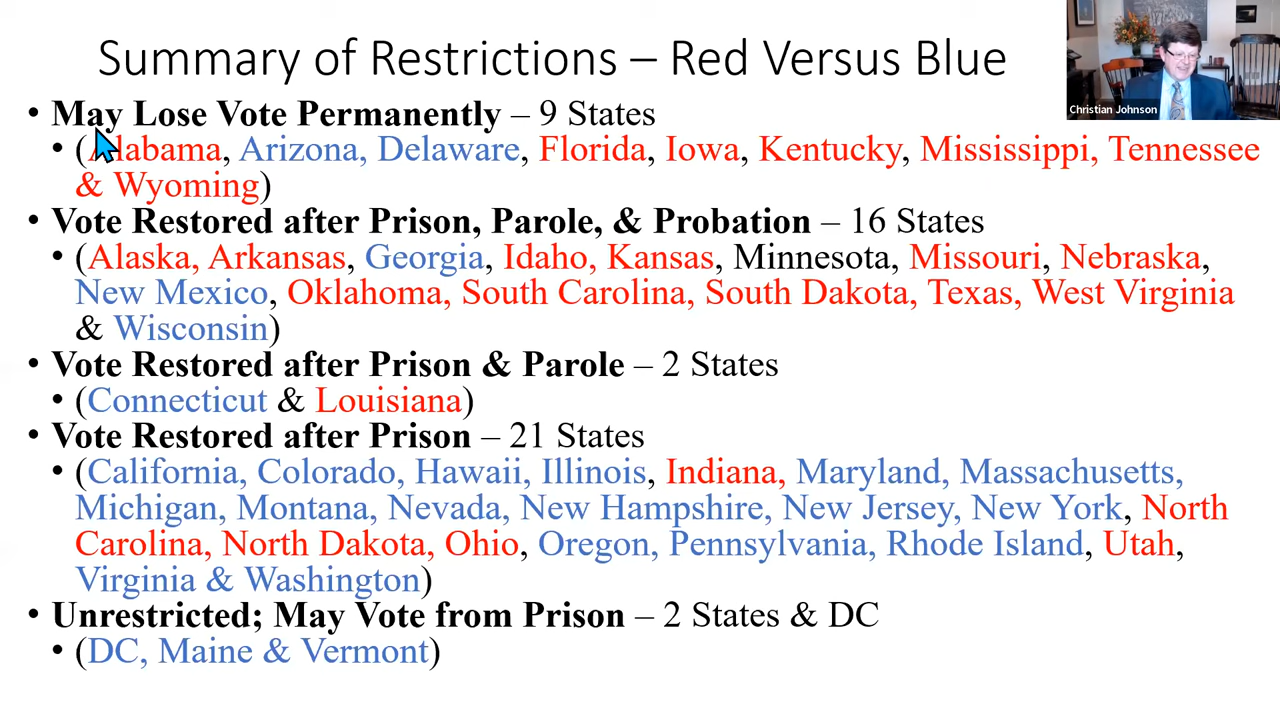 Summary of Restrictions – Red Versus Blue
Christian Johnson
• May Lose Vote Permanently – 9 States
• (Alabama, Arizona, Delaware, Florida, Iowa, Kentucky, Mississippi, Tennessee
& Wyoming)
• Vote Restored after Prison, Parole, & Probation – 16 States
• (Alaska, Arkansas, Georgia, Idaho, Kansas, Minnesota, Missouri, Nebraska,
New Mexico, Oklahoma, South Carolina, South Dakota, Texas, West Virginia
& Wisconsin)
• Vote Restored after Prison & Parole – 2 States
• (Connecticut & Louisiana)
• Vote Restored after Prison – 21 States
• (California, Colorado, Hawaii, Illinois, Indiana, Maryland, Massachusetts,
Michigan, Montana, Nevada, New Hampshire, New Jersey, New York, North
Carolina, North Dakota, Ohio, Oregon, Pennsylvania, Rhode Island, Utah,
Virginia & Washington)
• Unrestricted; May Vote from Prison – 2 States & DC
• (DC, Maine & Vermont)